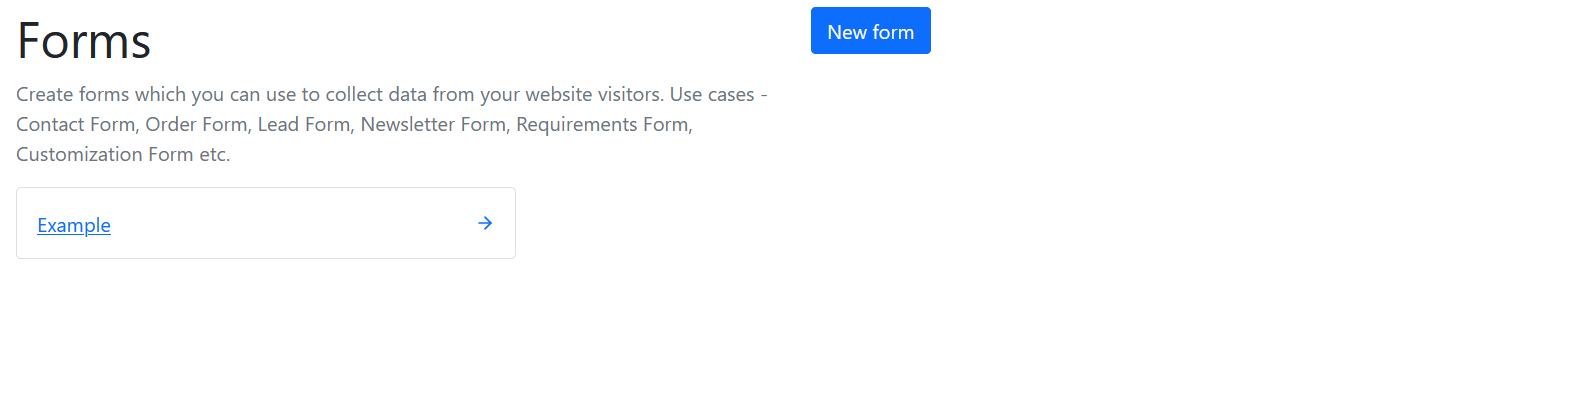 Forms
New form
Create forms which you can use to collect data from your website visitors. Use cases -
Contact Form, Order Form, Lead Form, Newsletter Form, Requirements Form,
Customization Form etc.
Example